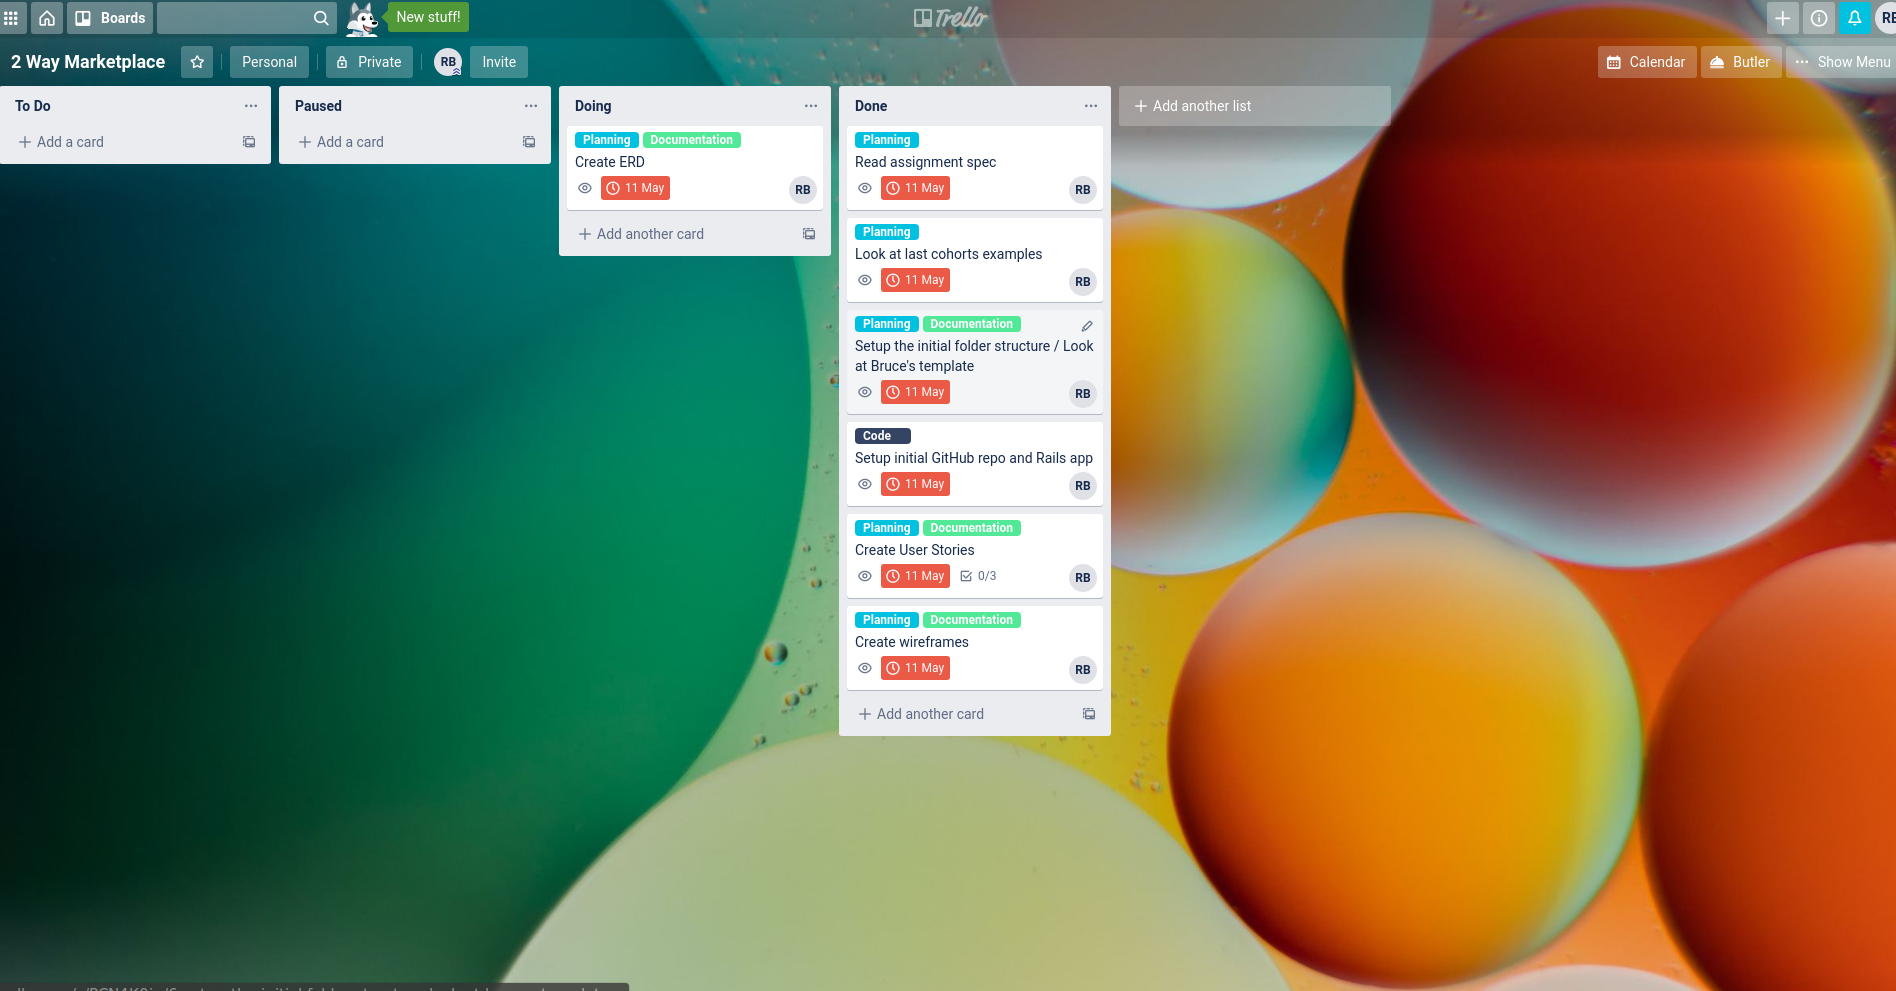 Boards
New stuff!
Trello
RE
2 Way Marketplace
Personal
Private
RB
Invite
Calendar
Butler
Show Menu
To Do
Add a card
Paused
Add a card
Doing
Planning Documentation
Create ERD
11 May
RB
Add another card
Done
Planning
Read assignment spec
11 May
RB
Planning
Look at last cohorts examples
11 May
RB
Planning Documentation
Setup the initial folder structure / Look
at Bruce's template
11 May
RB
Code
Setup initial GitHub repo and Rails app
11 May
RB
Planning Documentation
Create User Stories
11 May 0/3
RB
Planning Documentation
Create wireframes
11 May
RB
Add another card
Add another list